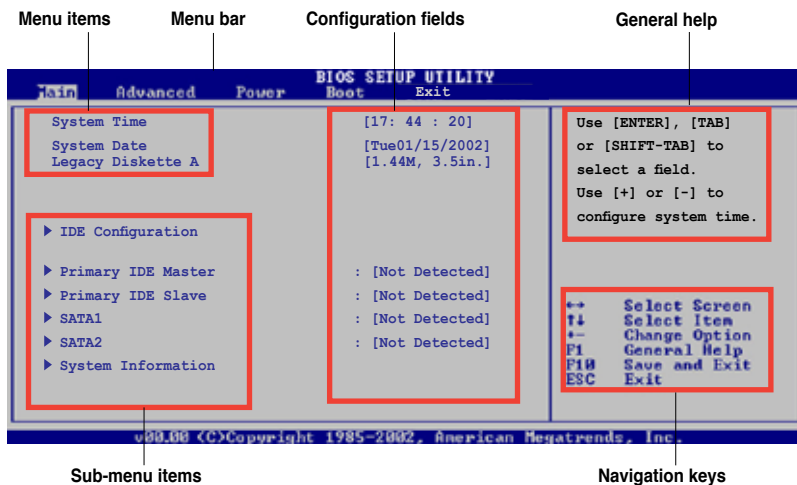 Menu items Menu bar Configuration fields General help
BIOS SETUP UTILITY
Main Advanced Power Boot Exit
System Time [17: 44 : 20]
System Date [Tue01/15/2002]
Legacy Diskette A [1.44M, 3.5in.]
IDE Configuration
Primary IDE Master : [Not Detected]
Primary IDE Slave : [Not Detected]
SATA1 : [Not Detected]
SATA2 : [Not Detected]
System Information
Use [ENTER], [TAB]
or [SHIFT-TAB] to
select a field.
Use [+] or [-] to
configure system time.
↔ Select Screen
↑↓ Select Item
+- Change Option
F1 General Help
F10 Save and Exit
ESC Exit
v00.00 (C)Copyright 1985-2002, American Megatrends, Inc.
Sub-menu items Navigation keys